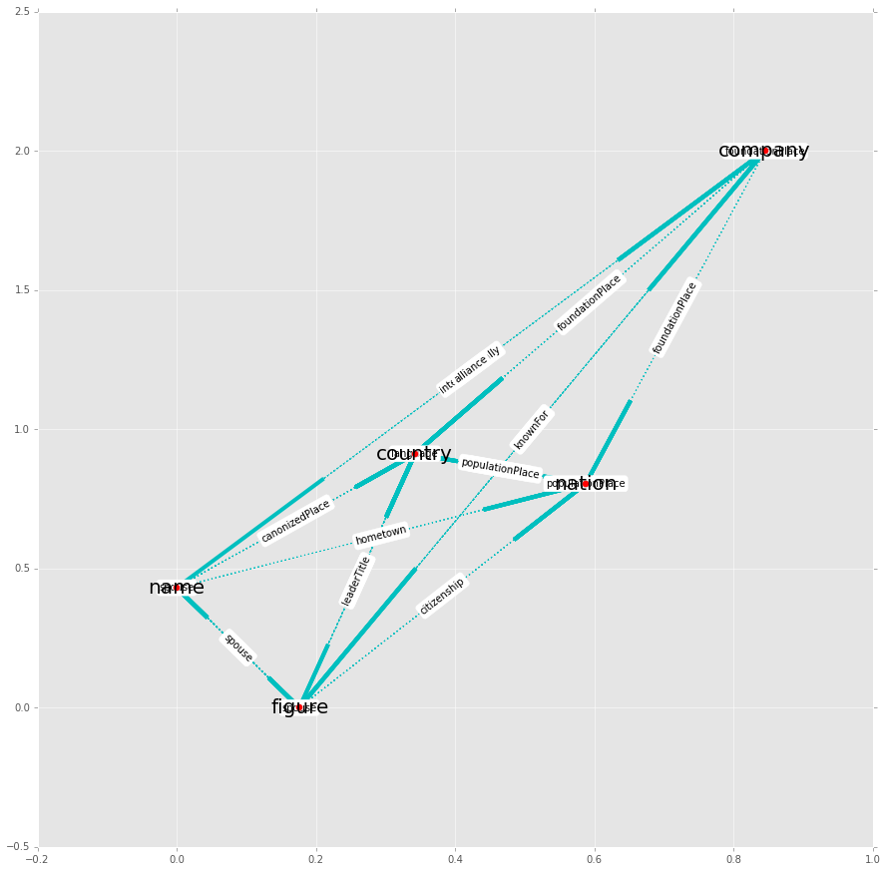 2.5
2.0
1.5
1.0
0.5
0.0
−0.5
−0.2
0.0
0.2
0.4
0.6
0.8
1.0
company
foundationPlace
foundationPlace
alliance
knownFor
country
populationPlace
nation
canonizedPlace
hometown
leaderTitle
citizenship
name
spouse
figure